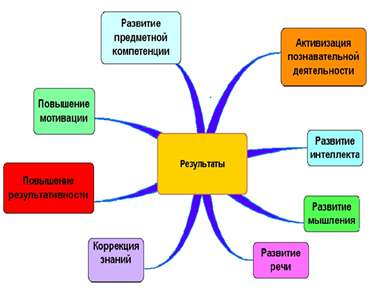 Развитие
предметной
компетенции
Активизация
познавательной
деятельности
Повышение
мотивации
Развитие
интеллекта
Результаты
Повышение
результативности
Развитие
мышления
Коррекция
знаний
Развитие
речи